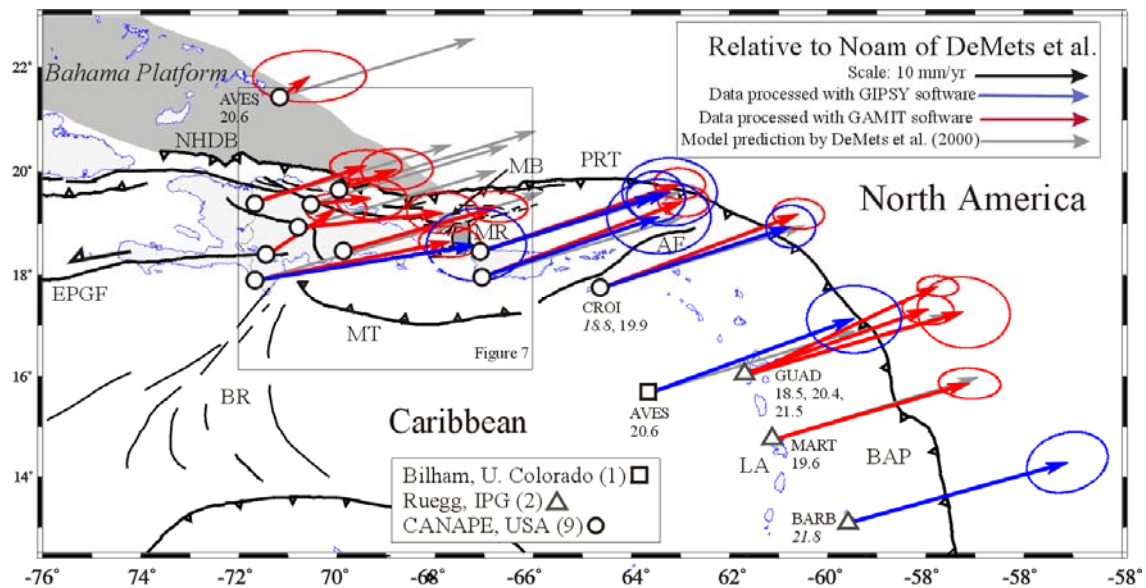 Relative to Noam of DeMets et al.
Scale: 10 mm/yr
Data processed with GIPSY software
Data processed with GAMIT software
Model prediction by DeMets et al. (2000)
22°
20°
18°
16°
14°
Bahama Platform
AVES
20.6
NHDB
MB
PRT
North America
MR
AF
EPGF
MT
CROI
18.8, 19.9
Figure 7
BR
GUAD
18.5, 20.4,
21.5
AVES
20.6
Caribbean
MART
19.6
LA
BAP
Bilham, U. Colorado (1)
Ruegg, IPG (2)
CANAPE, USA (9)
BARB
21.8
-76° -74° -72° -70° -68° -66° -64° -62° -60° -58°